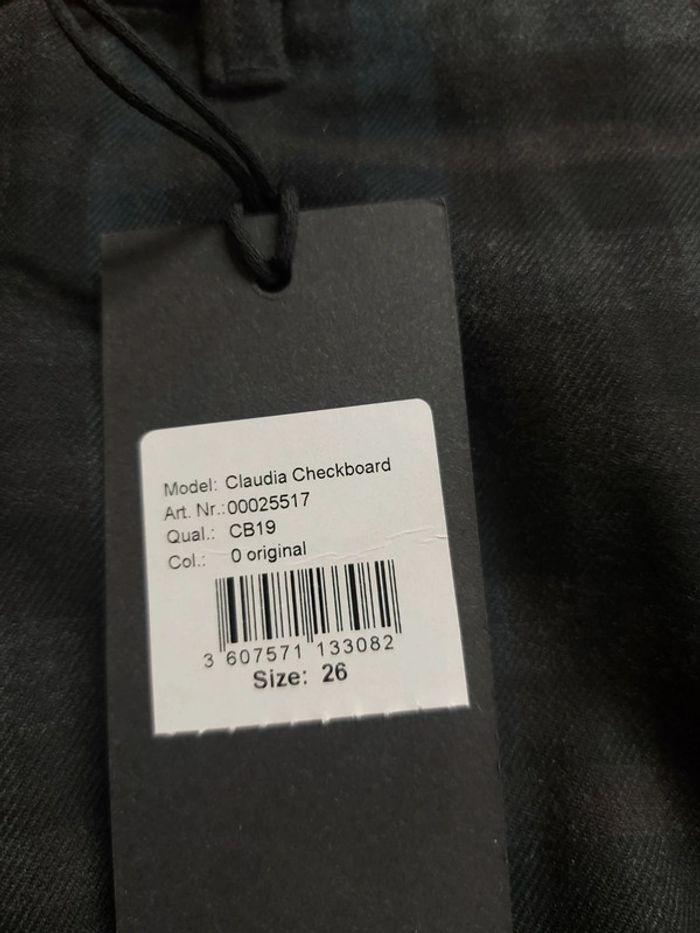 Model: Claudia Checkboard
Art. Nr.:00025517
Qual.: CB19
Col.: 0 original
3 607571 133082
Size: 26